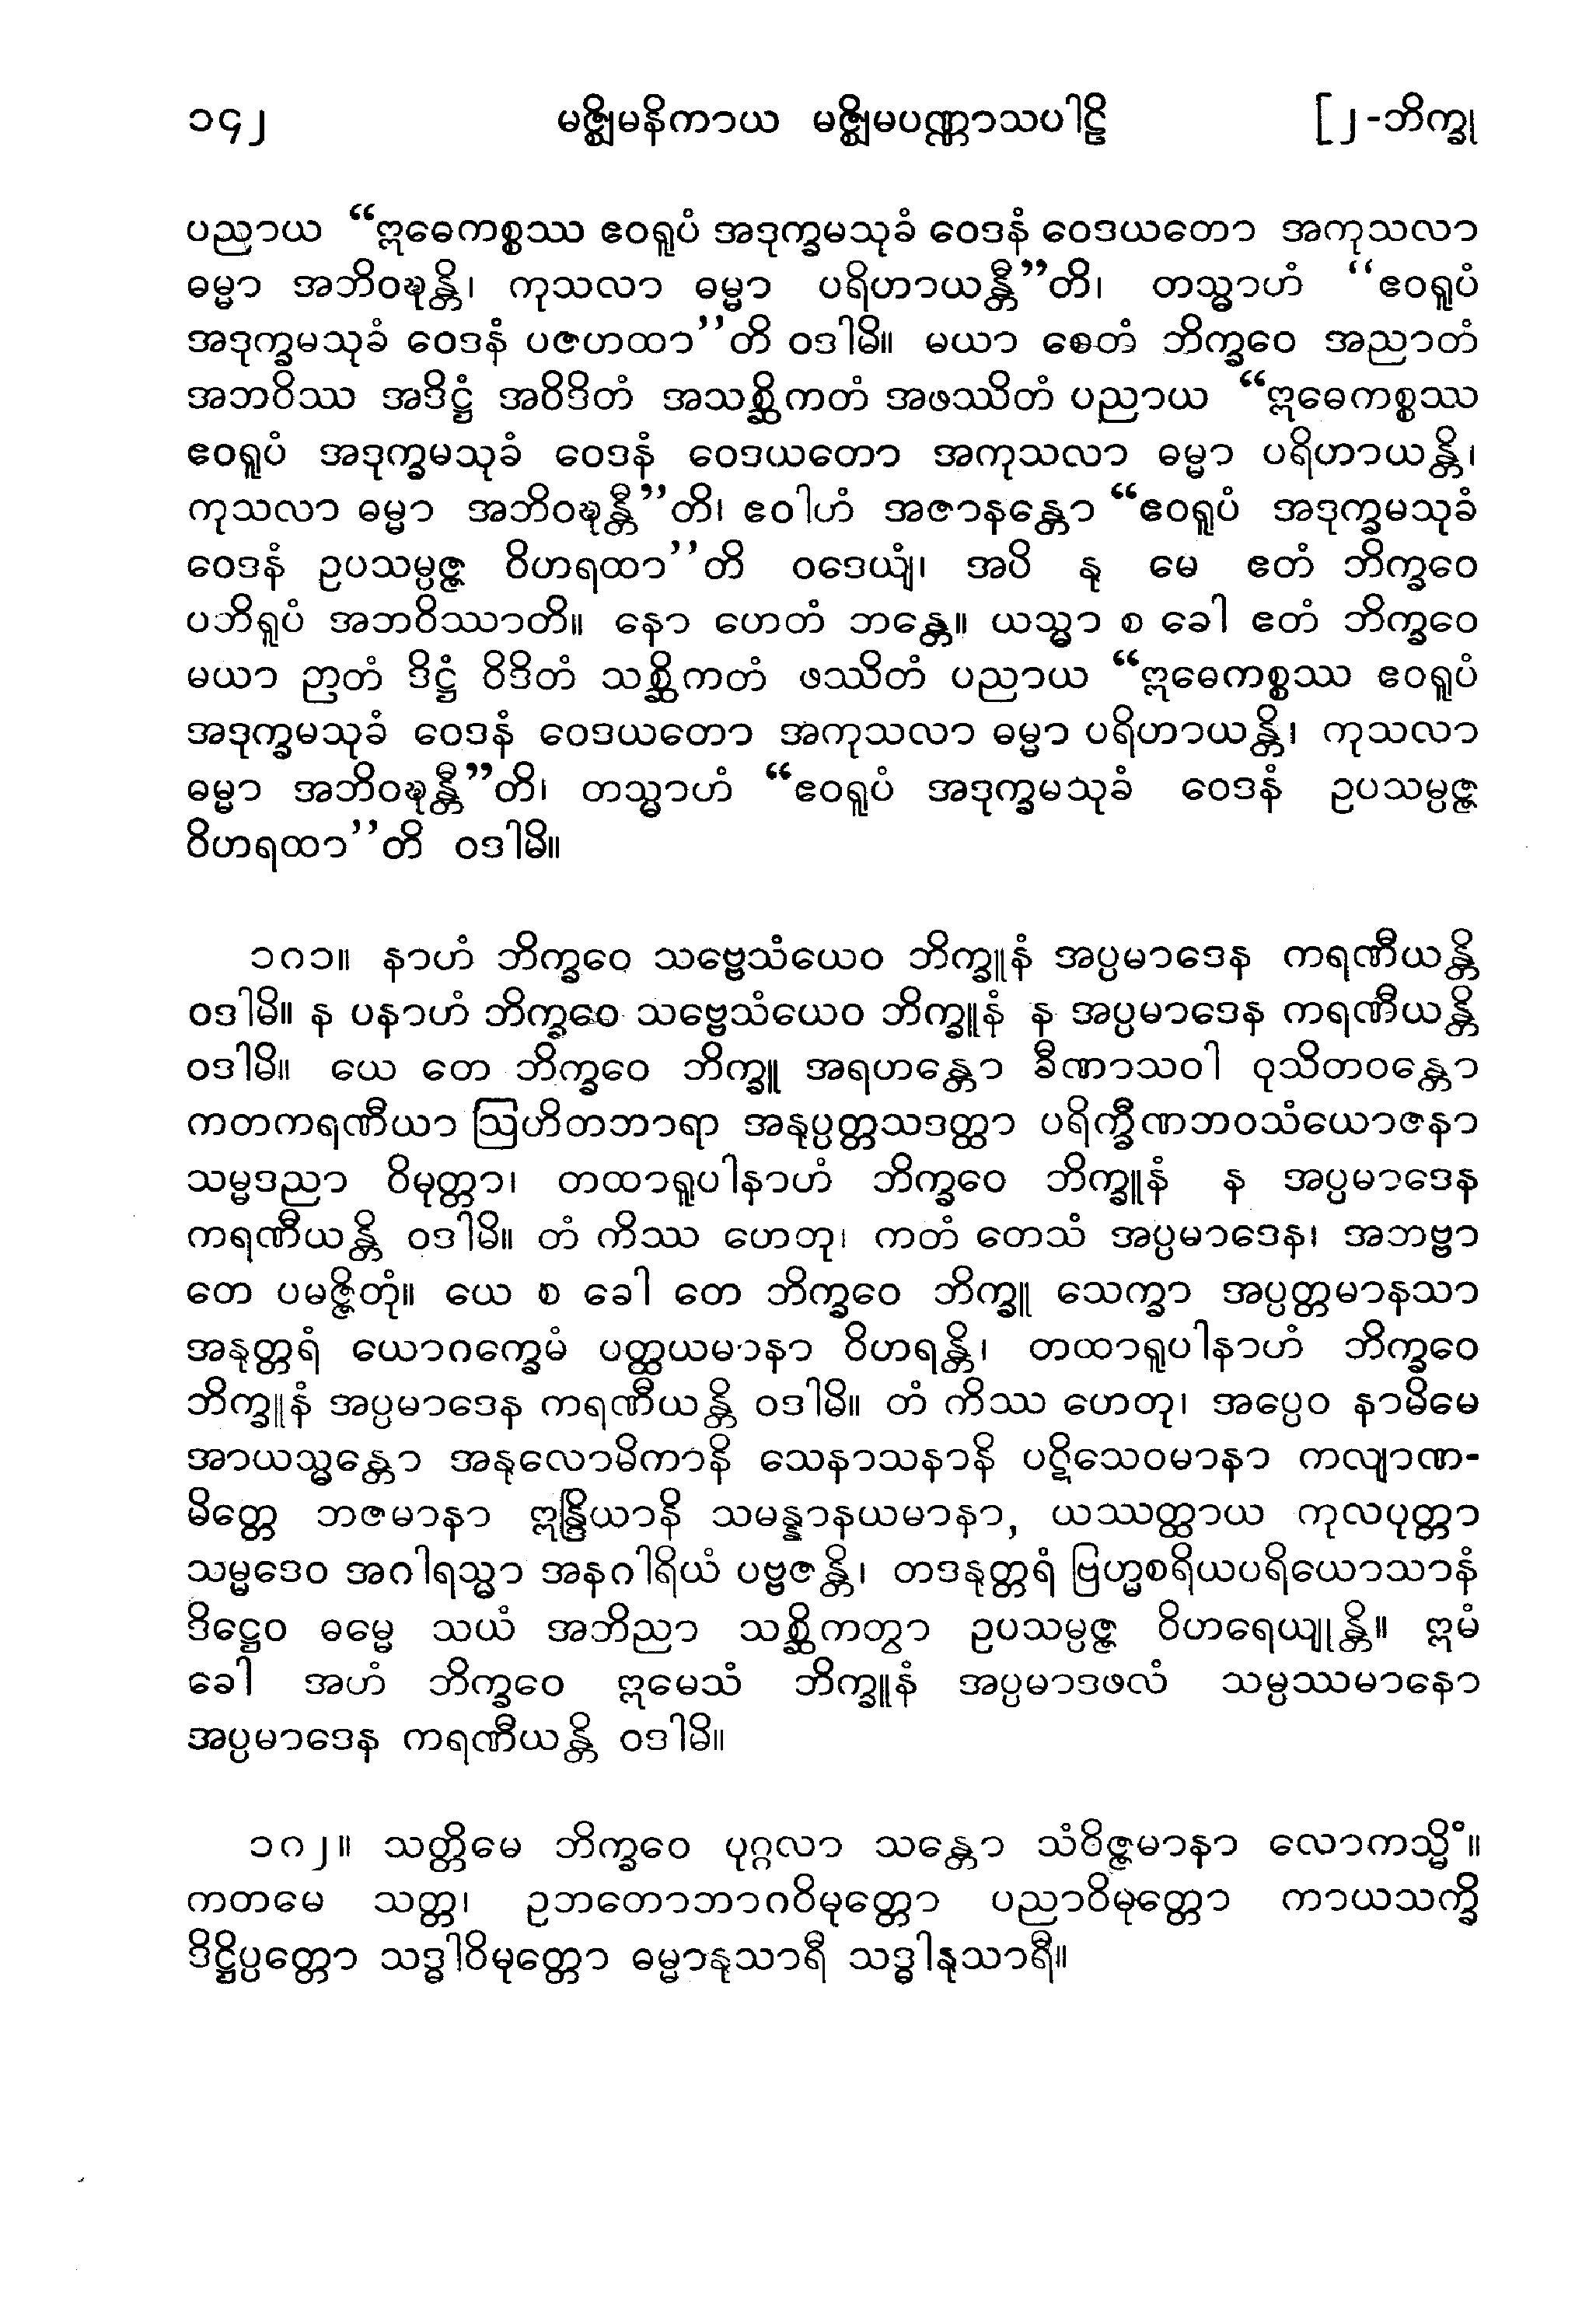 ၁၄၂ မဇ္ဈိမနိကာယ မဇ္ဈိမပဏ္ဏာသပါဠိ [၂-ဘိက္ခု
ပညာယ “ဣဓေကစ္စဿ ဧဝရူပံ အဒုက္ခမသုခံ ဝေဒနံ ဝေဒယတော အကုသလာ
ဓမ္မာ အဘိဝဍ္ဎန္တိ၊ ကုသလာ ဓမ္မာ ပရိဟာယန္တီ”တိ၊ တသ္မာဟံ “ဧဝရူပံ
အဒုက္ခမသုခံ ဝေဒနံ ပဇဟထာ”တိ ဝဒါမိ။ မယာ စေတံ ဘိက္ခဝေ အညာတံ
အဘဝိဿ အဒိဋ္ဌံ အဝိဒိတံ အသစ္ဆိကတံ အဖဿိတံ ပညာယ “ဣဓေကစ္စဿ
ဧဝရူပံ အဒုက္ခမသုခံ ဝေဒနံ ဝေဒယတော အကုသလာ ဓမ္မာ ပရိဟာယန္တိ၊
ကုသလာ ဓမ္မာ အဘိဝဍ္ဎန္တီ”တိ၊ ဧဝါဟံ အဇာနန္တော “ဧဝရူပံ အဒုက္ခမသုခံ
ဝေဒနံ ဥပသမ္ပဇ္ဇ ဝိဟရထာ”တိ ဝဒေယျံ၊ အပိ နု မေ ဧတံ ဘိက္ခဝေ
ပတိရူပံ အဘဝိဿာတိ။ နော ဟေတံ ဘန္တေ။ ယသ္မာ စ ခေါ ဧတံ ဘိက္ခဝေ
မယာ ဉာတံ ဒိဋ္ဌံ ဝိဒိတံ သစ္ဆိကတံ ဖဿိတံ ပညာယ “ဣဓေကစ္စဿ ဧဝရူပံ
အဒုက္ခမသုခံ ဝေဒနံ ဝေဒယတော အကုသလာ ဓမ္မာ ပရိဟာယန္တိ၊ ကုသလာ
ဓမ္မာ အဘိဝဍ္ဎန္တီ”တိ၊ တသ္မာဟံ “ဧဝရူပံ အဒုက္ခမသုခံ ဝေဒနံ ဥပသမ္ပဇ္ဇ
ဝိဟရထာ”တိ ဝဒါမိ။
၁၈၁။ နာဟံ ဘိက္ခဝေ သဗ္ဗေသံယေဝ ဘိက္ခူနံ အပ္ပမာဒေန ကရဏီယန္တိ
ဝဒါမိ။ န ပနာဟံ ဘိက္ခဝေ သဗ္ဗေသံယေဝ ဘိက္ခူနံ န အပ္ပမာဒေန ကရဏီယန္တိ
ဝဒါမိ။ ယေ တေ ဘိက္ခဝေ ဘိက္ခူ အရဟန္တော ခီဏာသဝါ ဝုသိတဝန္တော
ကတကရဏီယာ ဩဟိတဘာရာ အနုပ္ပတ္တသဒတ္ထာ ပရိက္ခီဏဘဝသံယောဇနာ
သမ္မဒညာ ဝိမုတ္တာ၊ တထာရူပါနာဟံ ဘိက္ခဝေ ဘိက္ခူနံ န အပ္ပမာဒေန
ကရဏီယန္တိ ဝဒါမိ။ တံ ကိဿ ဟေတု၊ ကတံ တေသံ အပ္ပမာဒေန၊ အဘဗ္ဗာ
တေ ပမဇ္ဇိတုံ။ ယေ စ ခေါ တေ ဘိက္ခဝေ ဘိက္ခူ သေက္ခာ အပ္ပတ္တမာနသာ
အနုတ္တရံ ယောဂက္ခေမံ ပတ္ထယမာနာ ဝိဟရန္တိ၊ တထာရူပါနာဟံ ဘိက္ခဝေ
ဘိက္ခူနံ အပ္ပမာဒေန ကရဏီယန္တိ ဝဒါမိ။ တံ ကိဿ ဟေတု၊ အပ္ပေဝ နာမိမေ
အာယသ္မန္တော အနုလောမိကာနိ သေနာသနာနိ ပဋိသေဝမာနာ ကလျာဏ-
မိတ္တေ ဘဇမာနာ ဣန္ဒြိယာနိ သမန္နာနယမာနာ, ယဿတ္ထာယ ကုလပုတ္တာ
သမ္မဒေဝ အဂါရသ္မာ အနဂါရိယံ ပဗ္ဗဇန္တိ၊ တဒနုတ္တရံ ဗြဟ္မစရိယပရိယောသာနံ
ဒိဋ္ဌေဝ ဓမ္မေ သယံ အဘိညာ သစ္ဆိကတွာ ဥပသမ္ပဇ္ဇ ဝိဟရေယျုန္တိ။ ဣမံ
ခေါ အဟံ ဘိက္ခဝေ ဣမေသံ ဘိက္ခူနံ အပ္ပမာဒဖလံ သမ္ပဿမာနော
အပ္ပမာဒေန ကရဏီယန္တိ ဝဒါမိ။
၁၈၂။ သတ္တိမေ ဘိက္ခဝေ ပုဂ္ဂလာ သန္တော သံဝိဇ္ဇမာနာ လောကသ္မိံ။
ကတမေ သတ္တ၊ ဥဘတောဘာဂဝိမုတ္တော ပညာဝိမုတ္တော ကာယသက္ခိ
ဒိဋ္ဌိပ္ပတ္တော သဒ္ဓါဝိမုတ္တော ဓမ္မာနုသာရီ သဒ္ဓါနုသာရီ။